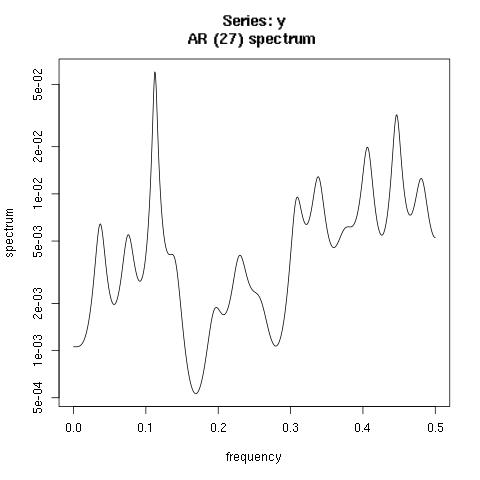 Series: y
AR (27) spectrum
spectrum
5e-02
2e-02
1e-02
5e-03
2e-03
1e-03
5e-04
0.0 0.1 0.2 0.3 0.4 0.5
frequency